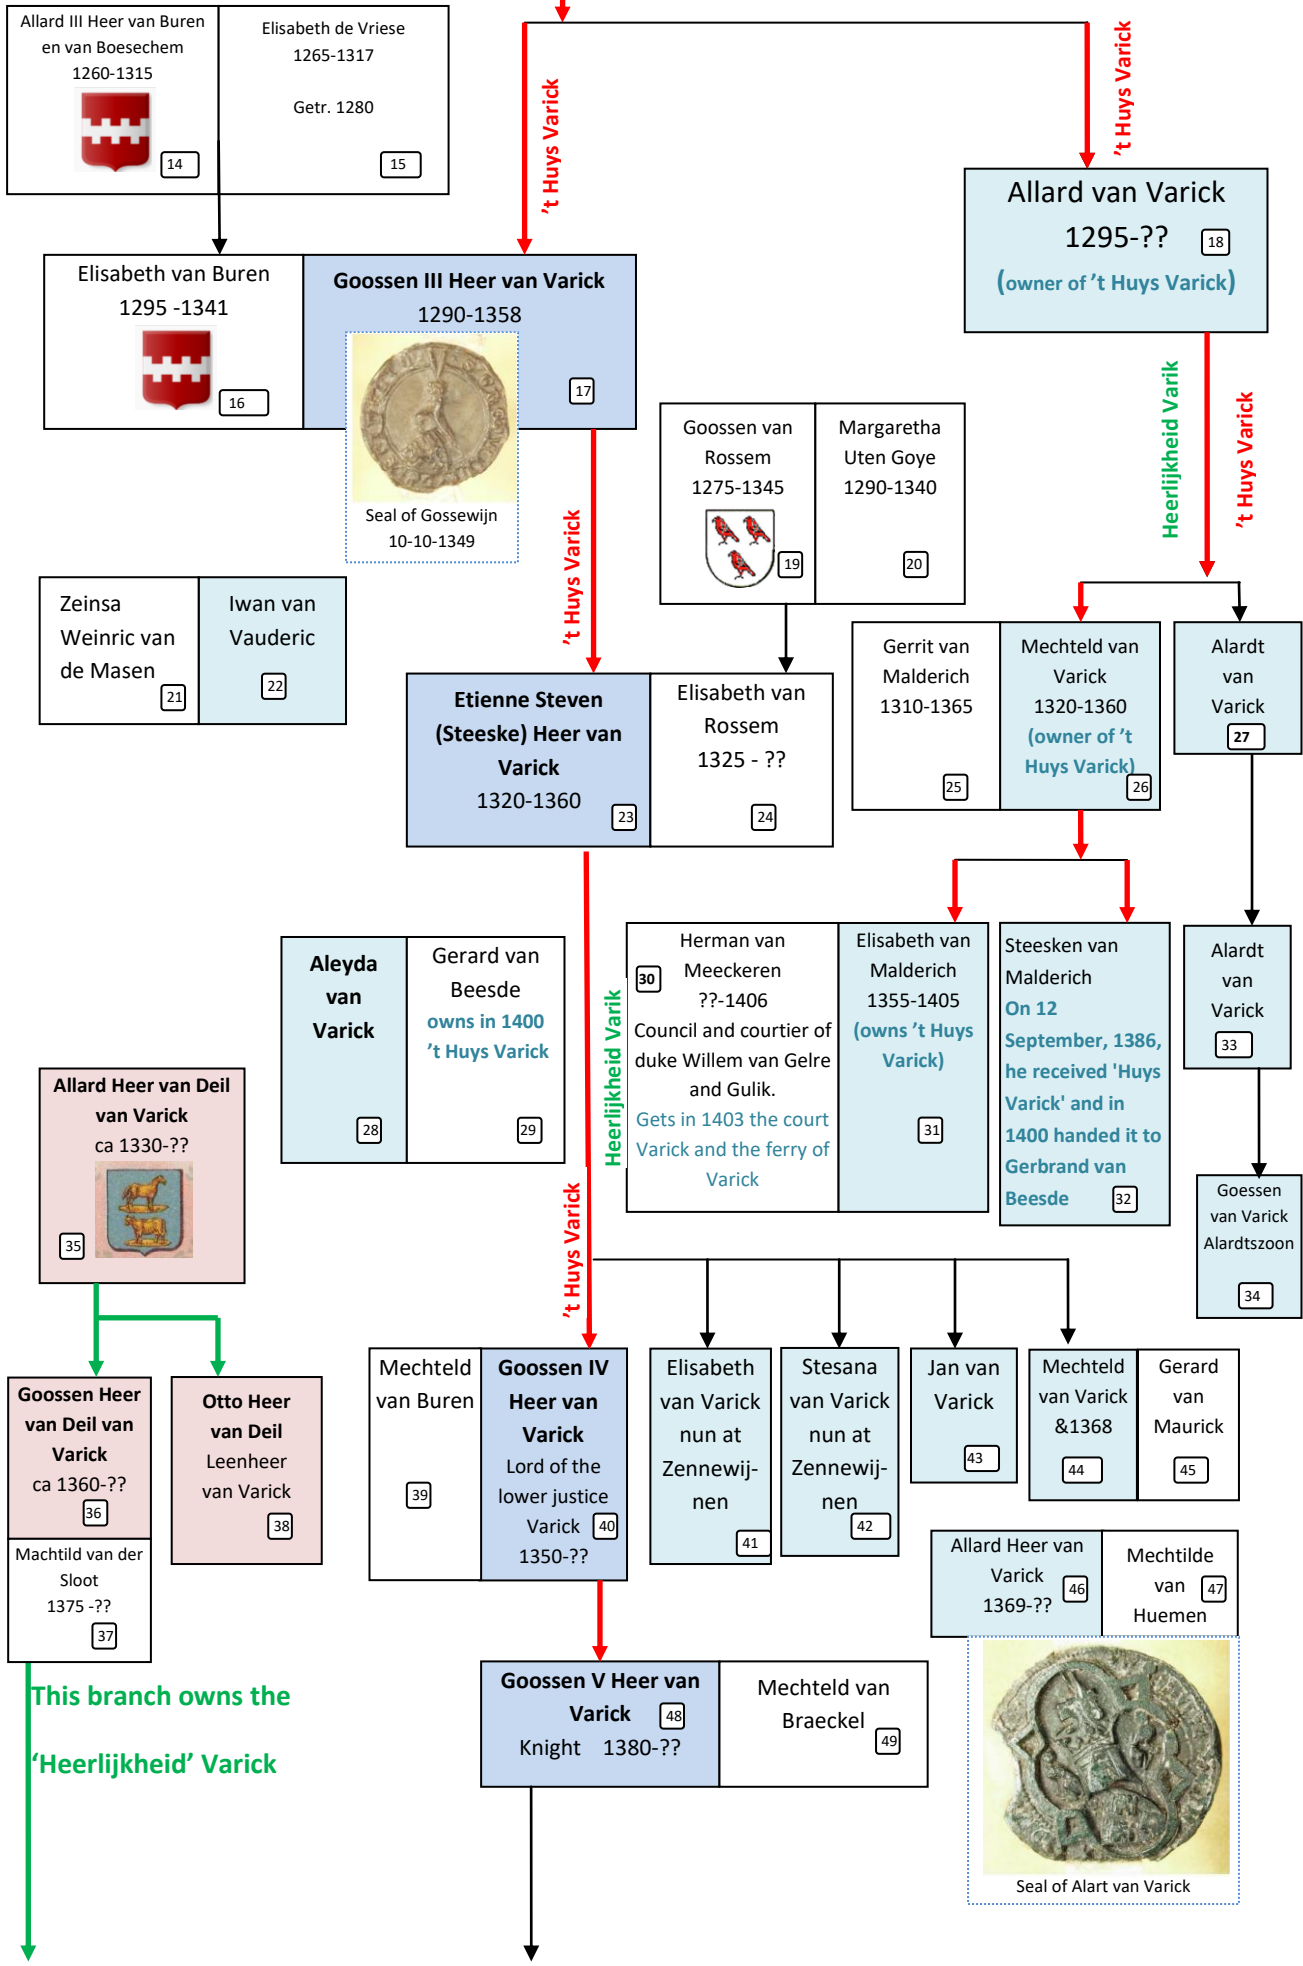 Allard III Heer van Buren
en van Boesechem
1260-1315
14
Elisabeth de Vriese
1265-1317
Getr. 1280
15
't Huys Varick
't Huys Varick
Allard van Varick
1295-??
18
(owner of 't Huys Varick)
Elisabeth van Buren
1295 -1341
16
Goossen III Heer van Varick
1290-1358
17
Seal of Gossewijn
10-10-1349
't Huys Varick
Goossen van
Rossem
1275-1345
19
Margaretha
Uten Goye
1290-1340
20
Heerlijkheid Varik
't Huys Varick
Zeinsa
Weinric van
de Masen
21
Iwan van
Vauderic
22
Etienne Steven
(Steeske) Heer van
Varick
1320-1360
23
Elisabeth van
Rossem
1325 - ??
24
Gerrit van
Malderich
1310-1365
25
Mechteld van
Varick
1320-1360
(owner of 't
Huys Varick)
26
Alardt
van
Varick
27
Aleyda
van
Varick
28
Gerard van
Beesde
owns in 1400
't Huys Varick
29
Heerlijkheid Varik
't Huys Varick
Herman van
Meeckeren
30
??-1406
Council and courtier of
duke Willem van Gelre
and Gulik.
Gets in 1403 the court
Varick and the ferry of
Varick
Elisabeth van
Malderich
1355-1405
(owns 't Huys
Varick)
31
Steesken van
Malderich
On 12
September, 1386,
he received 'Huys
Varick' and in
1400 handed it to
Gerbrand van
Beesde
32
Alardt
van
Varick
33
Goessen
van Varick
Alardtszoon
34
Allard Heer van Deil
van Varick
ca 1330-??
35
Goossen Heer
van Deil van
Varick
ca 1360-??
36
Machtild van der
Sloot
1375 -??
37
Otto Heer
van Deil
Leenheer
van Varick
38
Mechteld
van Buren
39
Goossen IV
Heer van
Varick
Lord of the
lower justice
Varick
40
1350-??
Elisabeth
van Varick
nun at
Zennewij-
nen
41
Stesana
van Varick
nun at
Zennewij-
nen
42
Jan van
Varick
43
Mechteld
van Varick
&1368
44
Gerard
van
Maurick
45
Allard Heer van
Varick
1369-??
46
Mechtilde
van
Huemen
47
Seal of Alart van Varick
This branch owns the
'Heerlijkheid' Varick
Goossen V Heer van
Varick
48
Knight 1380-??
Mechteld van
Braeckel
49